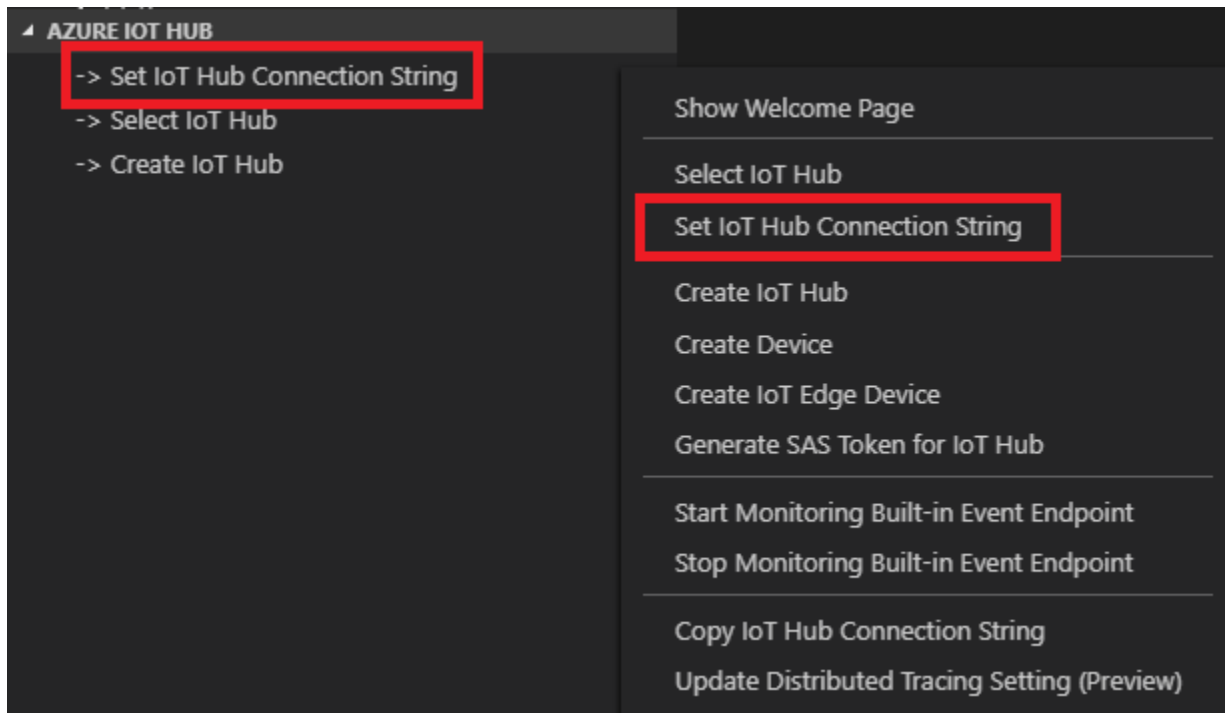 AZURE IOT HUB
-> Set IoT Hub Connection String
-> Select IoT Hub
-> Create IoT Hub
Show Welcome Page
Select IoT Hub
Set IoT Hub Connection String
Create IoT Hub
Create Device
Create IoT Edge Device
Generate SAS Token for IoT Hub
Start Monitoring Built-in Event Endpoint
Stop Monitoring Built-in Event Endpoint
Copy IoT Hub Connection String
Update Distributed Tracing Setting (Preview)